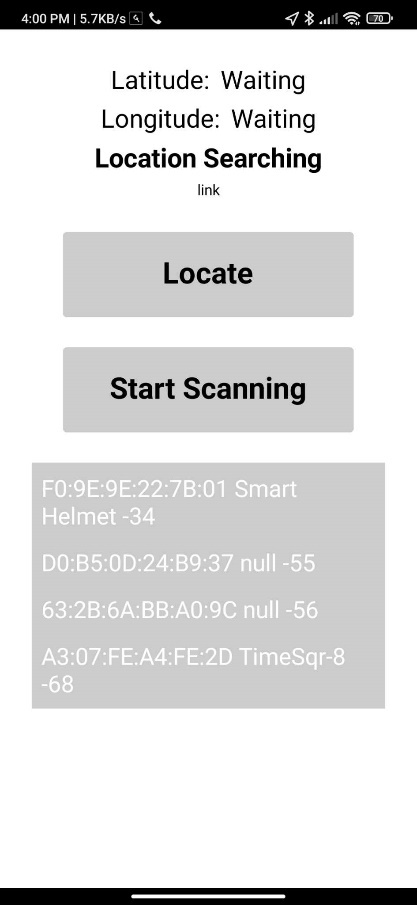 4:00 PM | 5.7KB/s
70
Latitude: Waiting
Longitude: Waiting
Location Searching
link
Locate
Start Scanning
F0:9E:9E:22:7B:01 Smart
Helmet -34
D0:B5:0D:24:B9:37 null -55
63:2B:6A:BB:A0:9C null -56
A3:07:FE:A4:FE:2D TimeSqr-8
-68